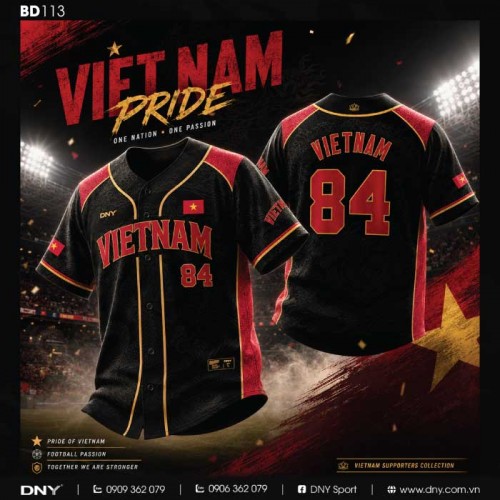 BD113
VIỆT NAM
PRIDE
ONE NATION • ONE PASSION
DNY
VIETNAM
84
VIETNAM
84
PRIDE OF VIETNAM
FOOTBALL PASSION
TOGETHER WE ARE STRONGER
VIETNAM SUPPORTERS COLLECTION
DNY
0909 362 079 | 0906 362 079 | DNY Sport | www.dny.com.vn